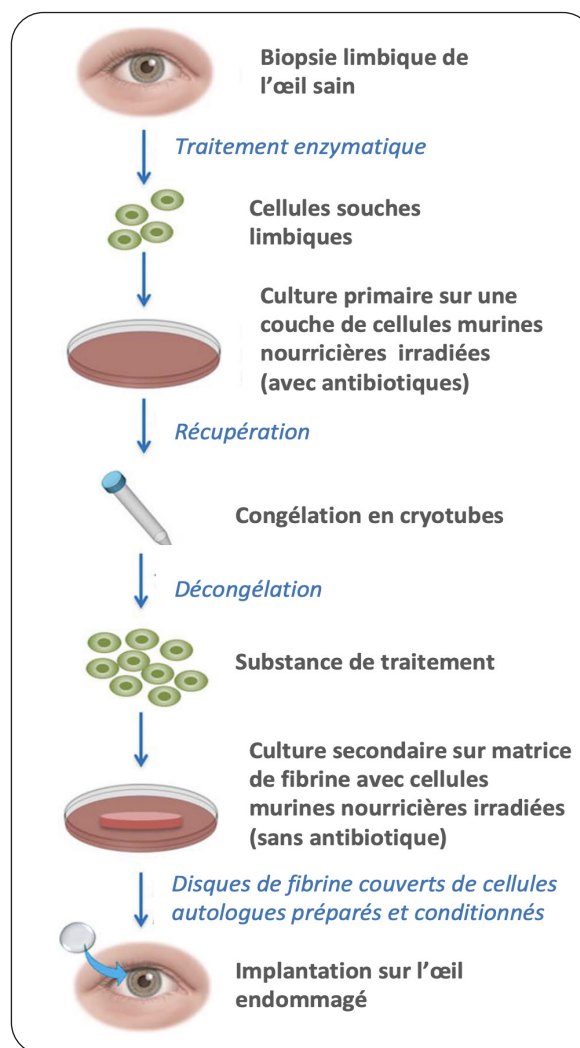 Biopsie limbique de
l’œil sain
Traitement enzymatique
Cellules souches
limbiques
Culture primaire sur une
couche de cellules murines
nourricières irradiées
(avec antibiotiques)
Récupération
Congélation en cryotubes
Décongélation
Substance de traitement
Culture secondaire sur matrice
de fibrine avec cellules
murines nourricières irradiées
(sans antibiotique)
Disques de fibrine couverts de cellules
autologues préparés et conditionnés
Implantation sur l’œil
endommagé